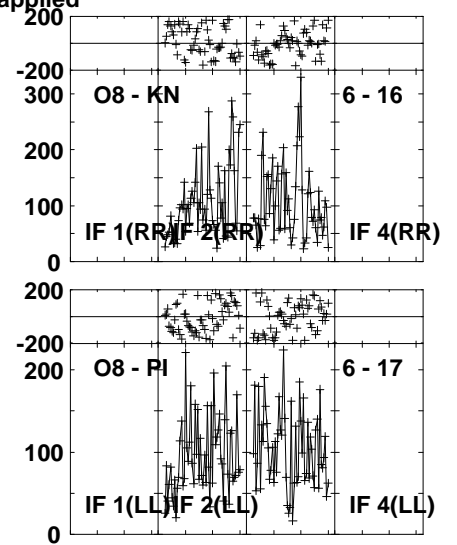 applied
200
-200
300
O8 - KN 6 - 16
200
100
IF 1(RR) IF 2(RR) IF 4(RR)
0
200
-200
200
O8 - PI 6 - 17
100
IF 1(LL) IF 2(LL) IF 4(LL)
0